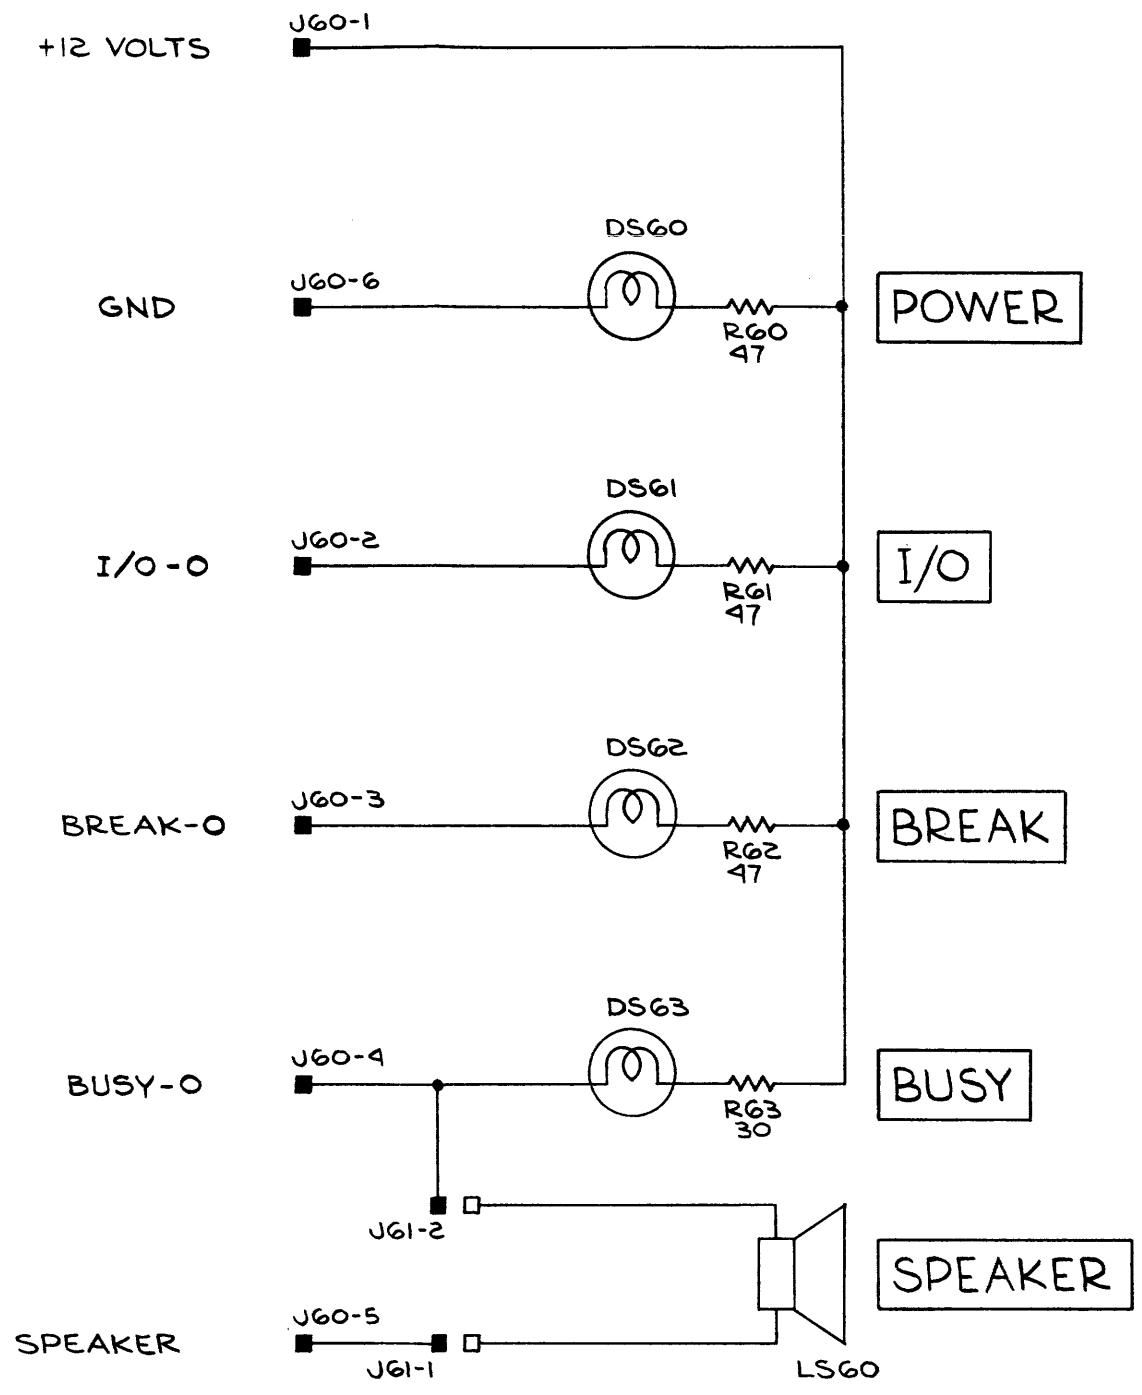 J60-1
+12 VOLTS
DS60
J60-6
GND
POWER
R60
47
DS61
J60-2
I/O-0
I/O
R61
47
DS62
J60-3
BREAK-0
BREAK
R62
47
DS63
J60-4
BUSY-0
BUSY
R63
30
J61-2
SPEAKER
J60-5
SPEAKER
J61-1
LS60